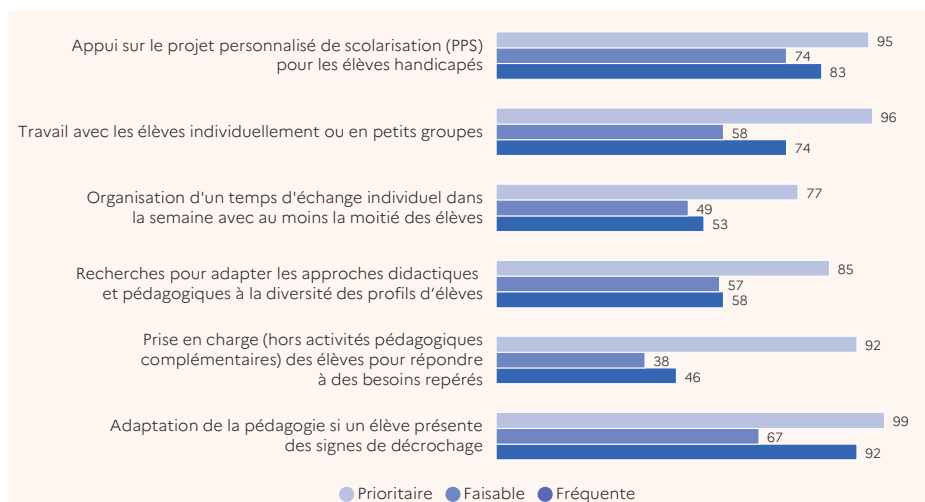 Appui sur le projet personnalisé de scolarisation (PPS)
pour les élèves handicapés
95
74
83
Travail avec les élèves individuellement ou en petits groupes
96
58
74
Organisation d'un temps d'échange individuel dans
la semaine avec au moins la moitié des élèves
77
49
53
Recherches pour adapter les approches didactiques
et pédagogiques à la diversité des profils d’élèves
85
57
58
Prise en charge (hors activités pédagogiques
complémentaires) des élèves pour répondre
à des besoins repérés
92
38
46
Adaptation de la pédagogie si un élève présente
des signes de décrochage
99
67
92
Prioritaire Faisable Fréquente